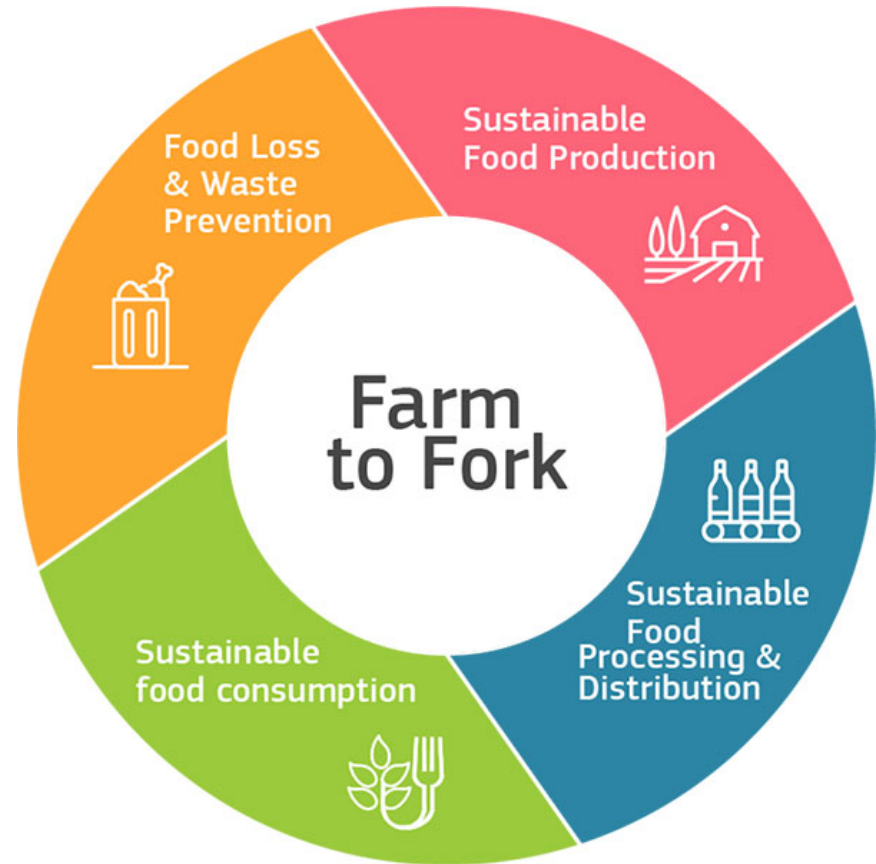 Food Loss
& Waste
Prevention
Sustainable
Food Production
Farm
to Fork
Sustainable
Food
Processing &
Distribution
Sustainable
food consumption